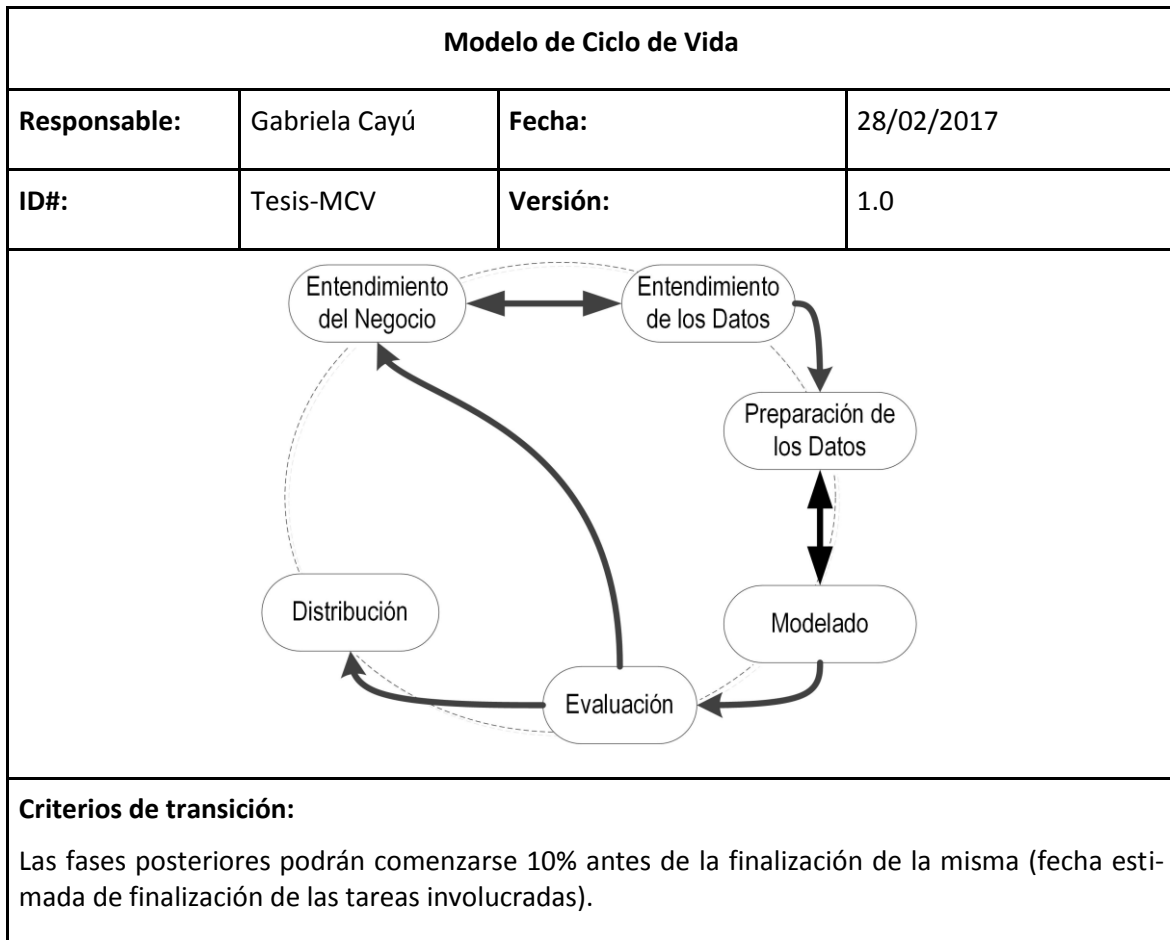 Modelo de Ciclo de Vida
Responsable: Gabriela Cayú Fecha: 28/02/2017
ID#: Tesis-MCV Versión: 1.0
Entendimiento
del Negocio
Entendimiento
de los Datos
Preparación de
los Datos
Distribución
Modelado
Evaluación
Criterios de transición:
Las fases posteriores podrán comenzarse 10% antes de la finalización de la misma (fecha esti-
mada de finalización de las tareas involucradas).